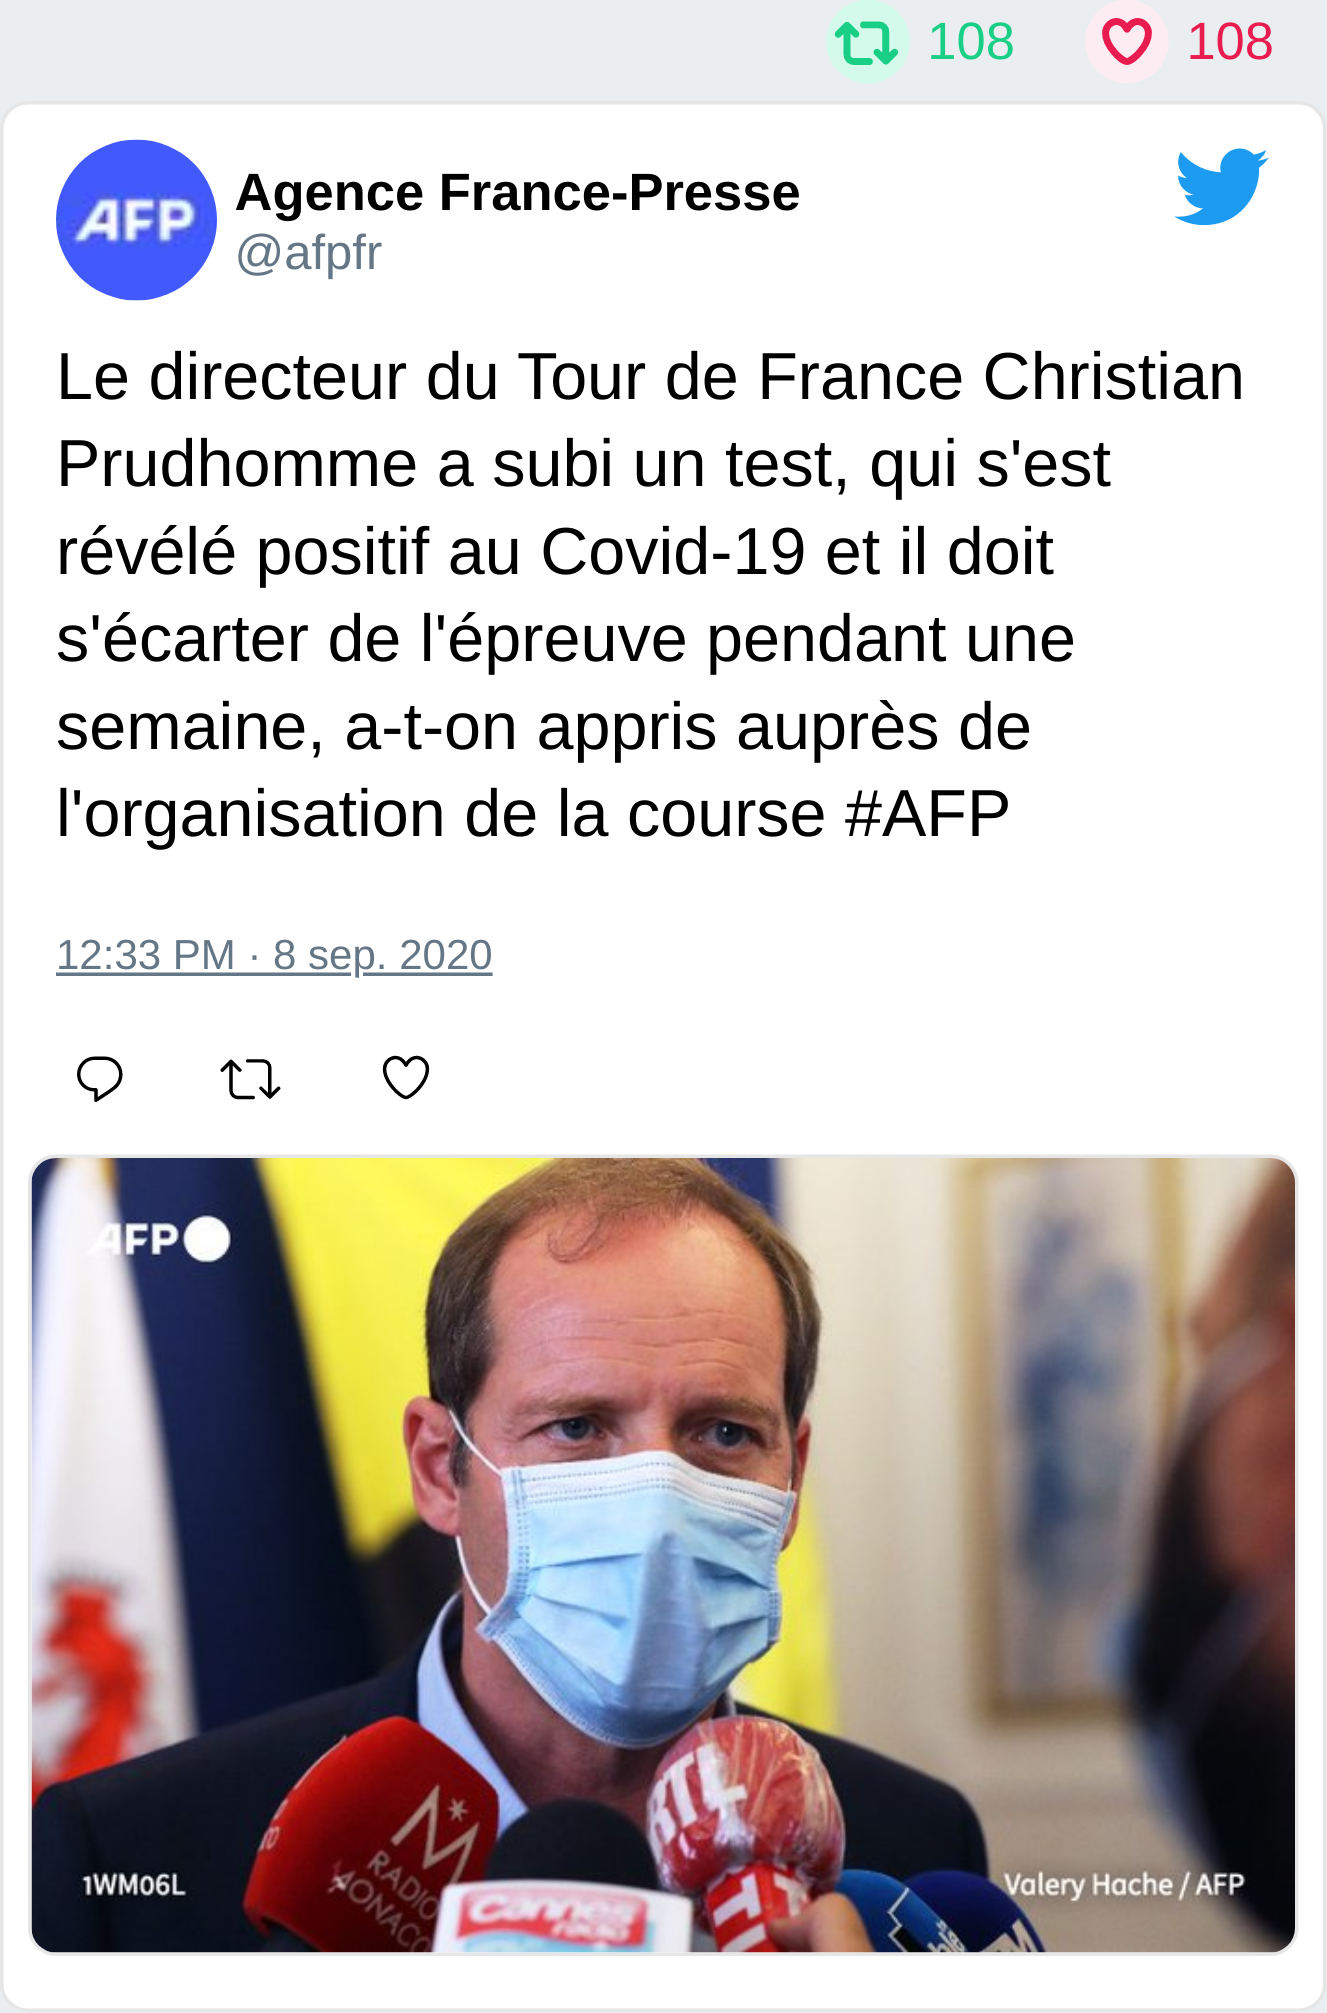 108 108
AFP
Agence France-Presse
@afpfr
Le directeur du Tour de France Christian
Prudhomme a subi un test, qui s'est
révélé positif au Covid-19 et il doit
s'écarter de l'épreuve pendant une
semaine, a-t-on appris auprès de
l'organisation de la course #AFP
12:33 PM · 8 sep. 2020
AFP
RTL
M
RADIO
MONACO
cannes
radio
1WM06L
Valery Hache / AFP